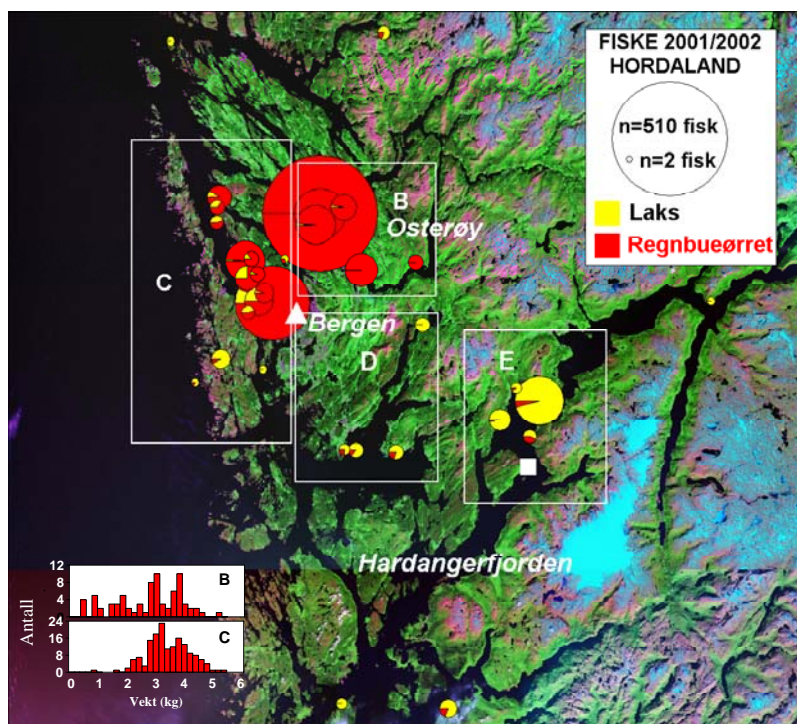 FISKE 2001/2002
HORDALAND
n=510 fisk
n=2 fisk
Laks
Regnbueørret
B
Osterøy
C
Bergen
D
E
Hardangerfjorden
12
8
4
B
Antall
24
16
8
0
C
0 1 2 3 4 5 6
Vekt (kg)